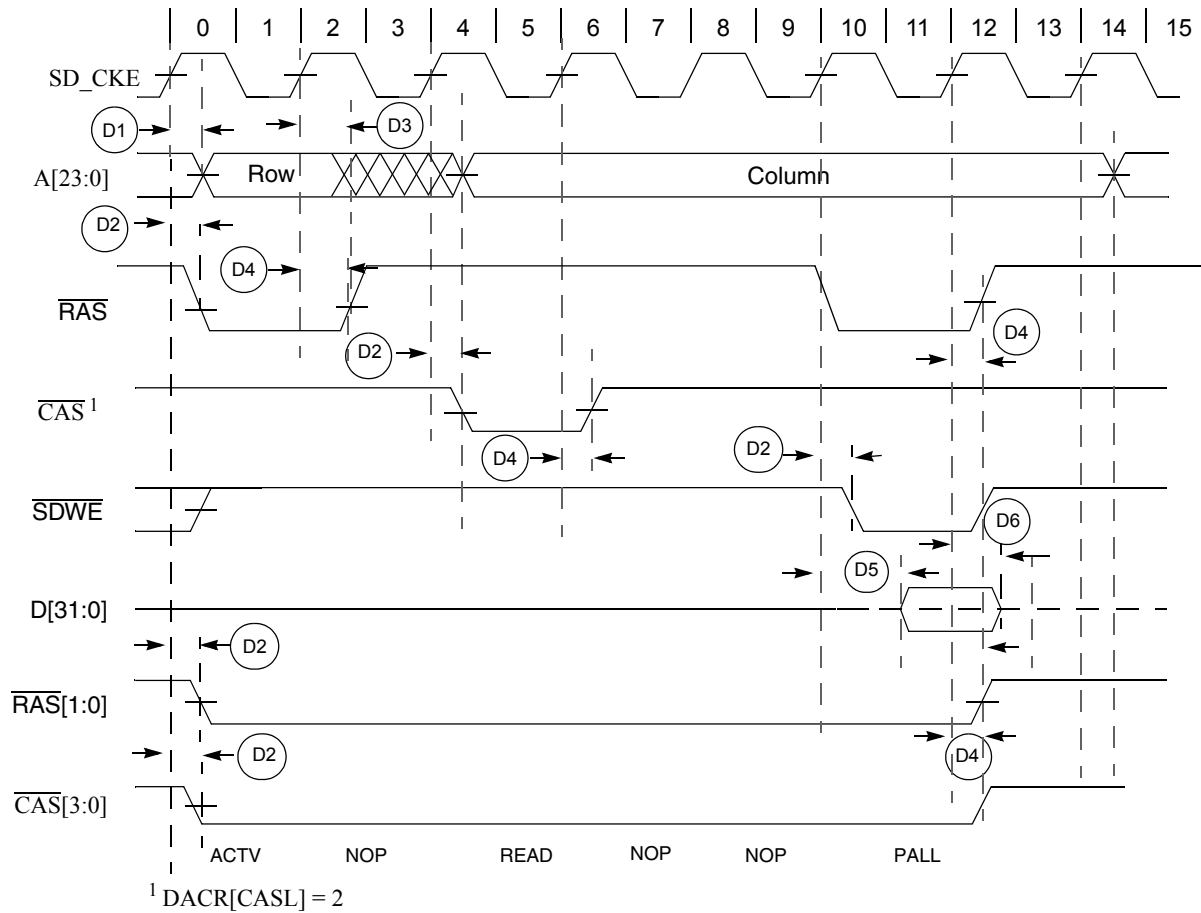 0 1 2 3 4 5 6 7 8 9 10 11 12 13 14 15
SD_CKE
D1
D3
A[23:0]
Row
Column
D2
D4
RAS
D2
D4
CAS 1
D4
D2
SDWE
D6
D5
D[31:0]
D2
RAS[1:0]
D2
D4
CAS[3:0]
ACTV NOP READ NOP NOP PALL
1 DACR[CASL] = 2